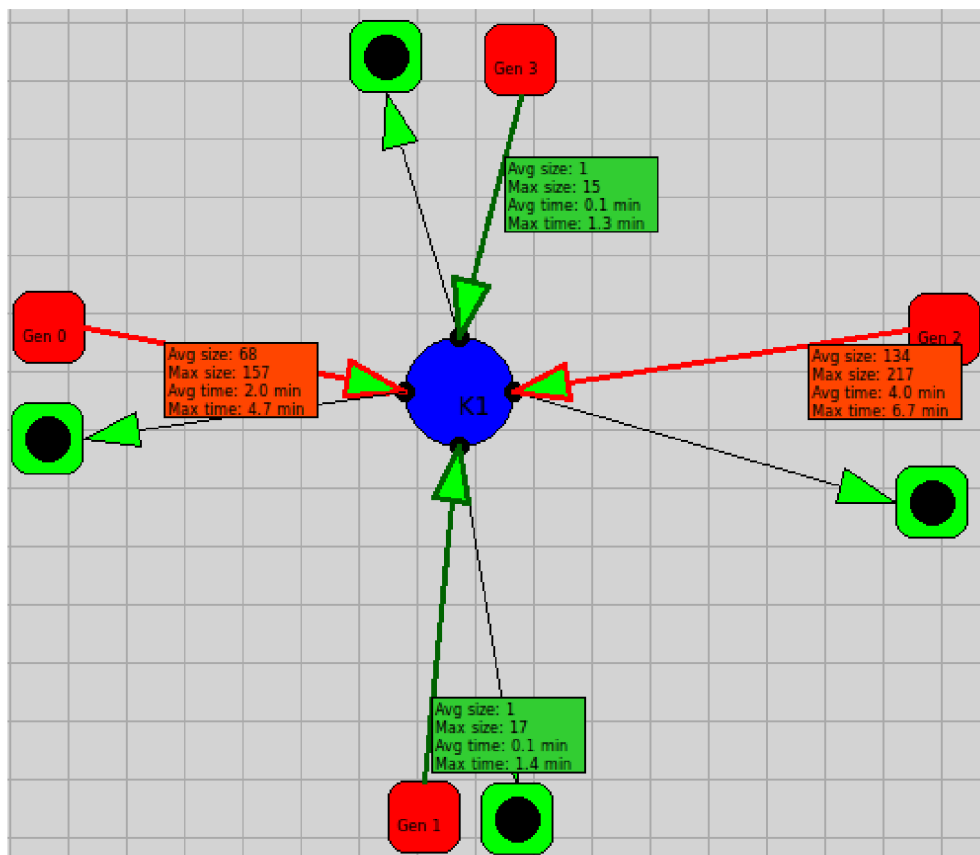 Gen 3
Avg size: 1
Max size: 15
Avg time: 0.1 min
Max time: 1.3 min
Gen 0
Avg size: 68
Max size: 157
Avg time: 2.0 min
Max time: 4.7 min
K1
Gen 2
Avg size: 134
Max size: 217
Avg time: 4.0 min
Max time: 6.7 min
Avg size: 1
Max size: 17
Avg time: 0.1 min
Max time: 1.4 min
Gen 1